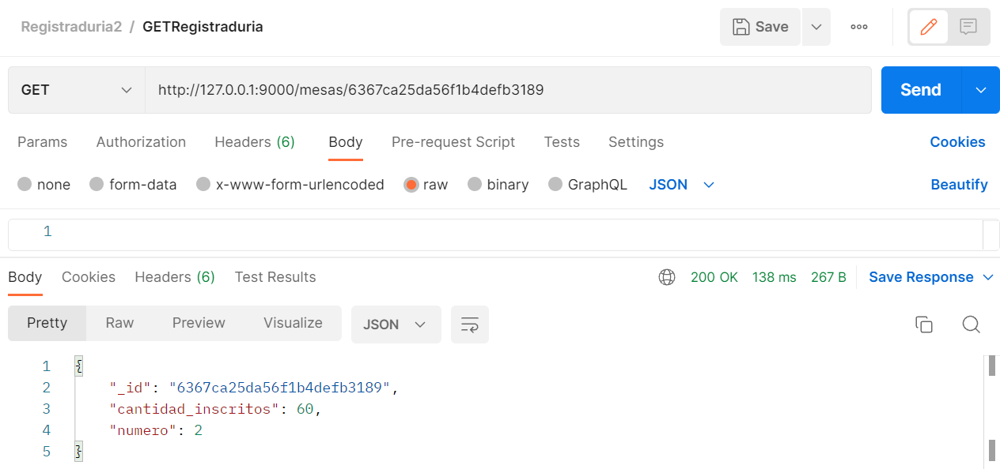 Registraduria2 / GETRegistraduria Save
GET http://127.0.0.1:9000/mesas/6367ca25da56f1b4defb3189 Send
Params Authorization Headers (6) Body Pre-request Script Tests Settings Cookies
none form-data x-www-form-urlencoded raw binary GraphQL JSON Beautify
1
Body Cookies Headers (6) Test Results 200 OK 138 ms 267 B Save Response
Pretty Raw Preview Visualize JSON
1 {
2 "_id": "6367ca25da56f1b4defb3189",
3 "cantidad_inscritos": 60,
4 "numero": 2
5 }